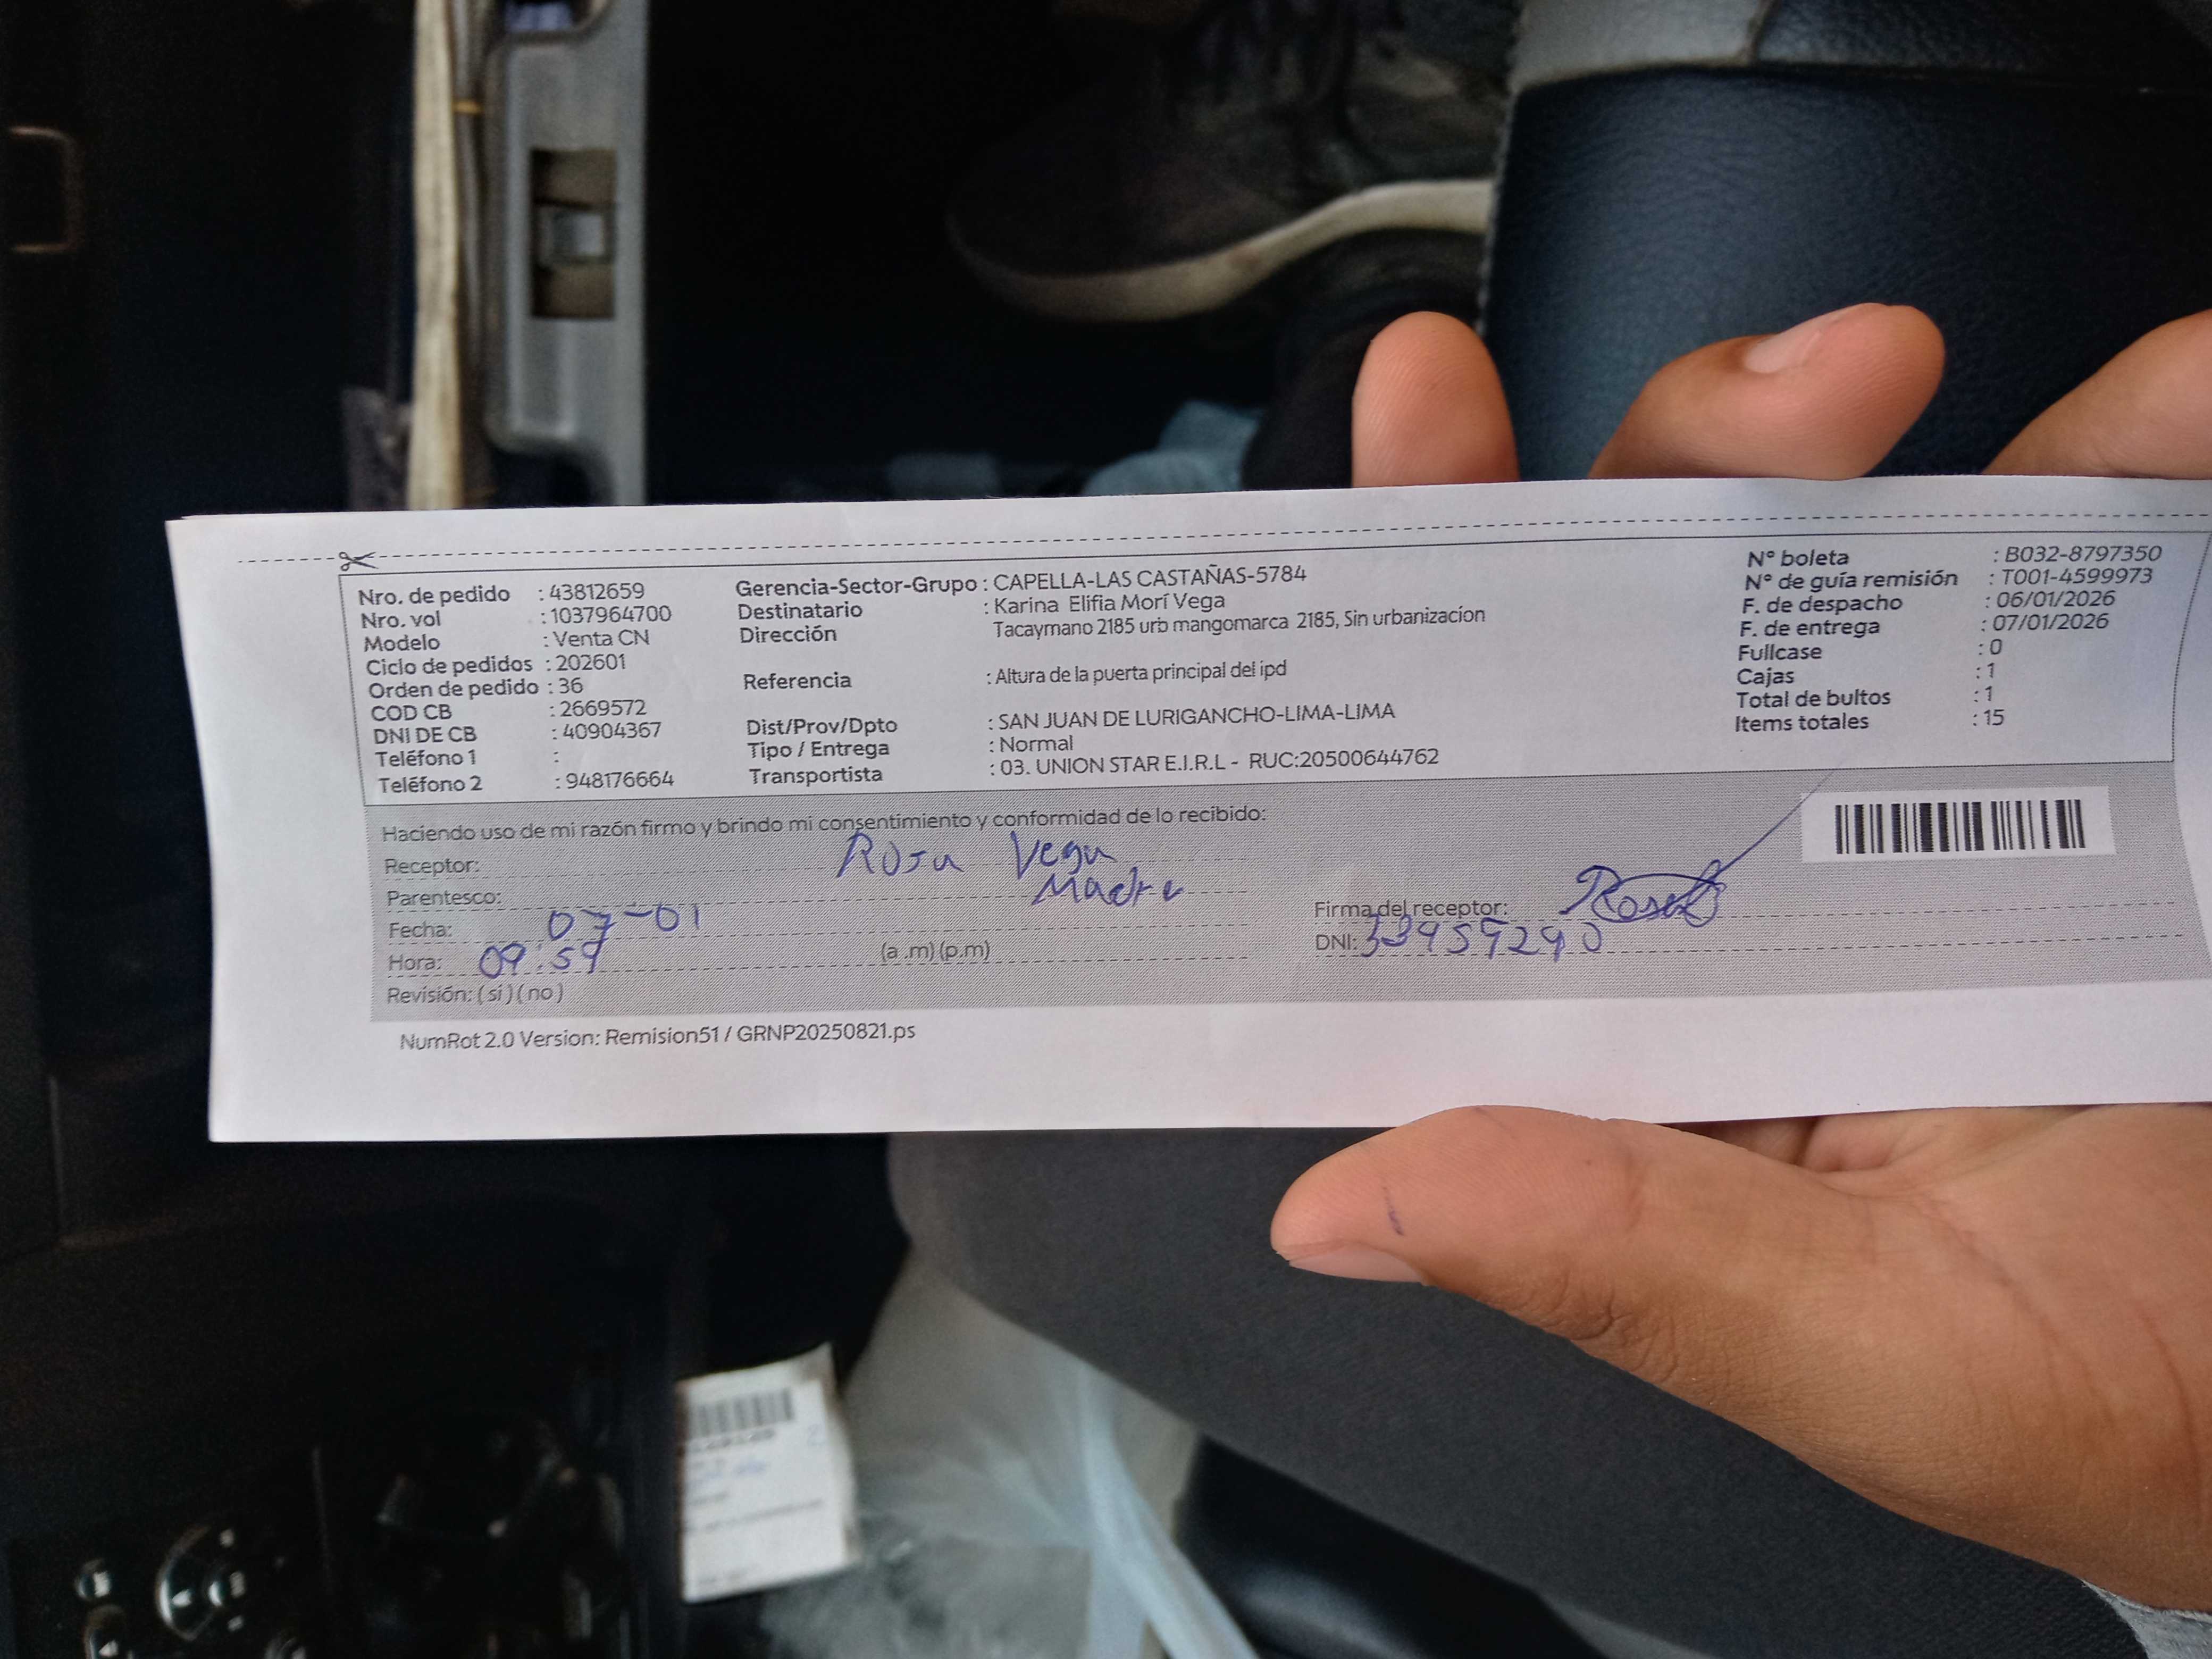 Nro. de pedido : 43812659
Nro. vol : 1037964700
Modelo : Venta CN
Ciclo de pedidos : 202601
Orden de pedido : 36
COD CB : 2669572
DNI DE CB : 40904367
Teléfono 1 :
Teléfono 2 : 948176664
Gerencia-Sector-Grupo : CAPELLA-LAS CASTAÑAS-5784
Destinatario : Karina Elifia Morí Vega
Dirección Tacaymano 2185 urb mangomarca 2185, Sin urbanizacion
Referencia : Altura de la puerta principal del ipd
Dist/Prov/Dpto : SAN JUAN DE LURIGANCHO-LIMA-LIMA
Tipo / Entrega : Normal
Transportista : 03. UNION STAR E.I.R.L - RUC:20500644762
N° boleta : B032-8797350
N° de guía remisión : T001-4599973
F. de despacho : 06/01/2026
F. de entrega : 07/01/2026
Fullcase : 0
Cajas : 1
Total de bultos : 1
Items totales : 15
Haciendo uso de mi razón firmo y brindo mi consentimiento y conformidad de lo recibido:
Receptor: Rosa Vega
Parentesco: Madre
Fecha: 07-01
Hora: 09:59 (a .m) (p.m)
Revisión: ( si ) ( no )
Firma del receptor:
DNI:
NumRot 2.0 Version: Remision51 / GRNP20250821.ps